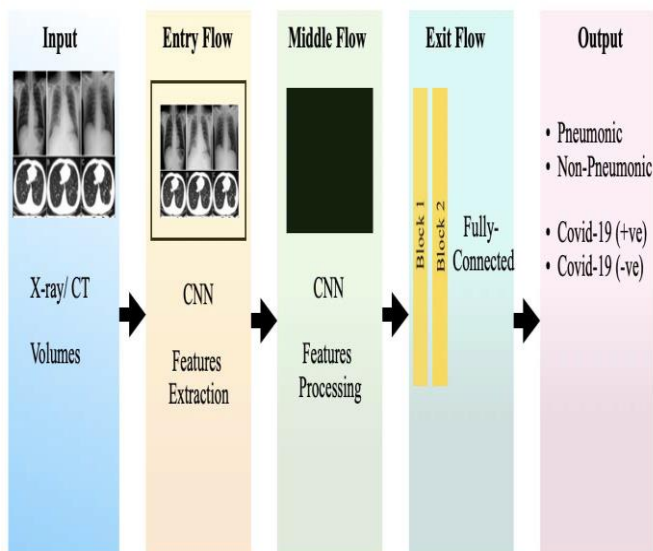 Input
X-ray/ CT
Volumes
Entry Flow
CNN
Features
Extraction
Middle Flow
CNN
Features
Processing
Exit Flow
Block 1
Block 2
Fully-
Connected
Output
• Pneumonic
• Non-Pneumonic
• Covid-19 (+ve)
• Covid-19 (-ve)